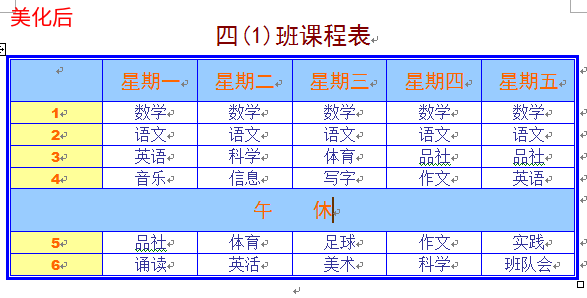 美化后
四(1)班课程表
星期一 星期二 星期三 星期四 星期五
1 数学 数学 数学 数学 数学
2 语文 语文 语文 语文 语文
3 英语 科学 体育 品社 品社
4 音乐 信息 写字 作文 英语
午 休
5 品社 体育 足球 作文 实践
6 诵读 英活 美术 科学 班队会